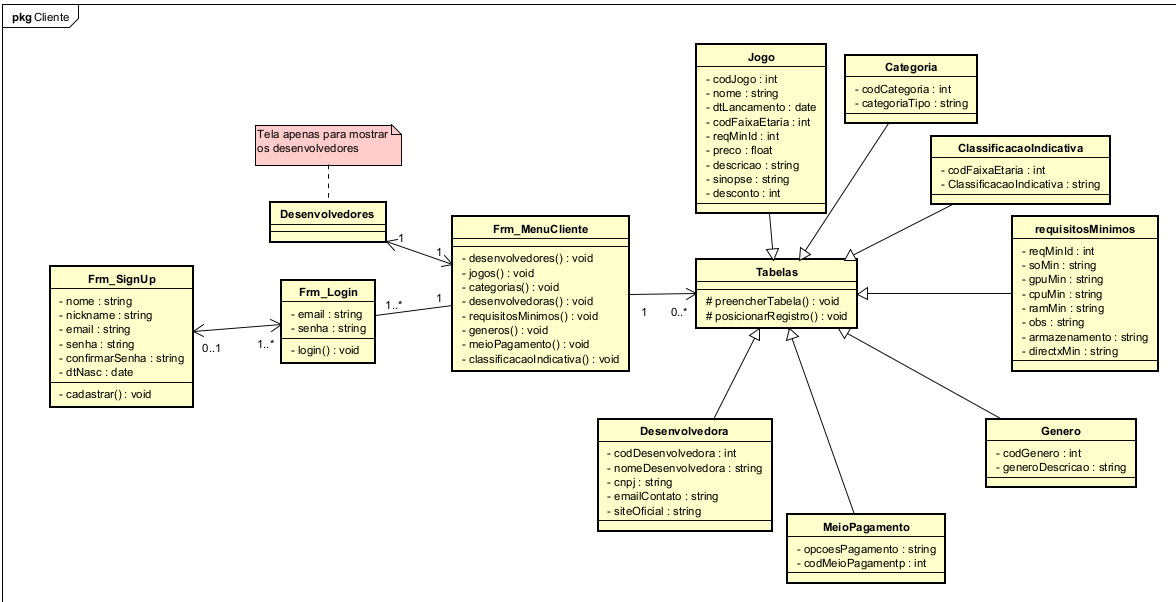 pkg Cliente
Jogo
- codJogo : int
- nome : string
- dtLancamento : date
- codFaixaEtaria : int
- reqMinId : int
- preco : float
- descricao : string
- sinopse : string
- desconto : int
Categoria
- codCategoria : int
- categoriaTipo : string
Tela apenas para mostrar
os desenvolvedores
ClassificacaoIndicativa
- codFaixaEtaria : int
- ClassificacaoIndicativa : string
Desenvolvedores
1
1
Frm_MenuCliente
- desenvolvedores() : void
- jogos() : void
- categorias() : void
- desenvolvedoras() : void
- requisitosMinimos() : void
- generos() : void
- meioPagamento() : void
- classificacaoIndicativa() : void
requisitosMinimos
- reqMinId : int
- soMin : string
- gpuMin : string
- cpuMin : string
- ramMin : string
- obs : string
- armazenamento : string
- directxMin : string
Frm_SignUp
- nome : string
- nickname : string
- email : string
- senha : string
- confirmarSenha : string
- dtNasc : date
- cadastrar() : void
0..1
1..*
Frm_Login
- email : string
- senha : string
- login() : void
1..*
1
Tabelas
# preencherTabela() : void
# posicionarRegistro() : void
1
0..*
Desenvolvedora
- codDesenvolvedora : int
- nomeDesenvolvedora : string
- cnpj : string
- emailContato : string
- siteOficial : string
Genero
- codGenero : int
- generoDescricao : string
MeioPagamento
- opcoesPagamento : string
- codMeioPagamentp : int